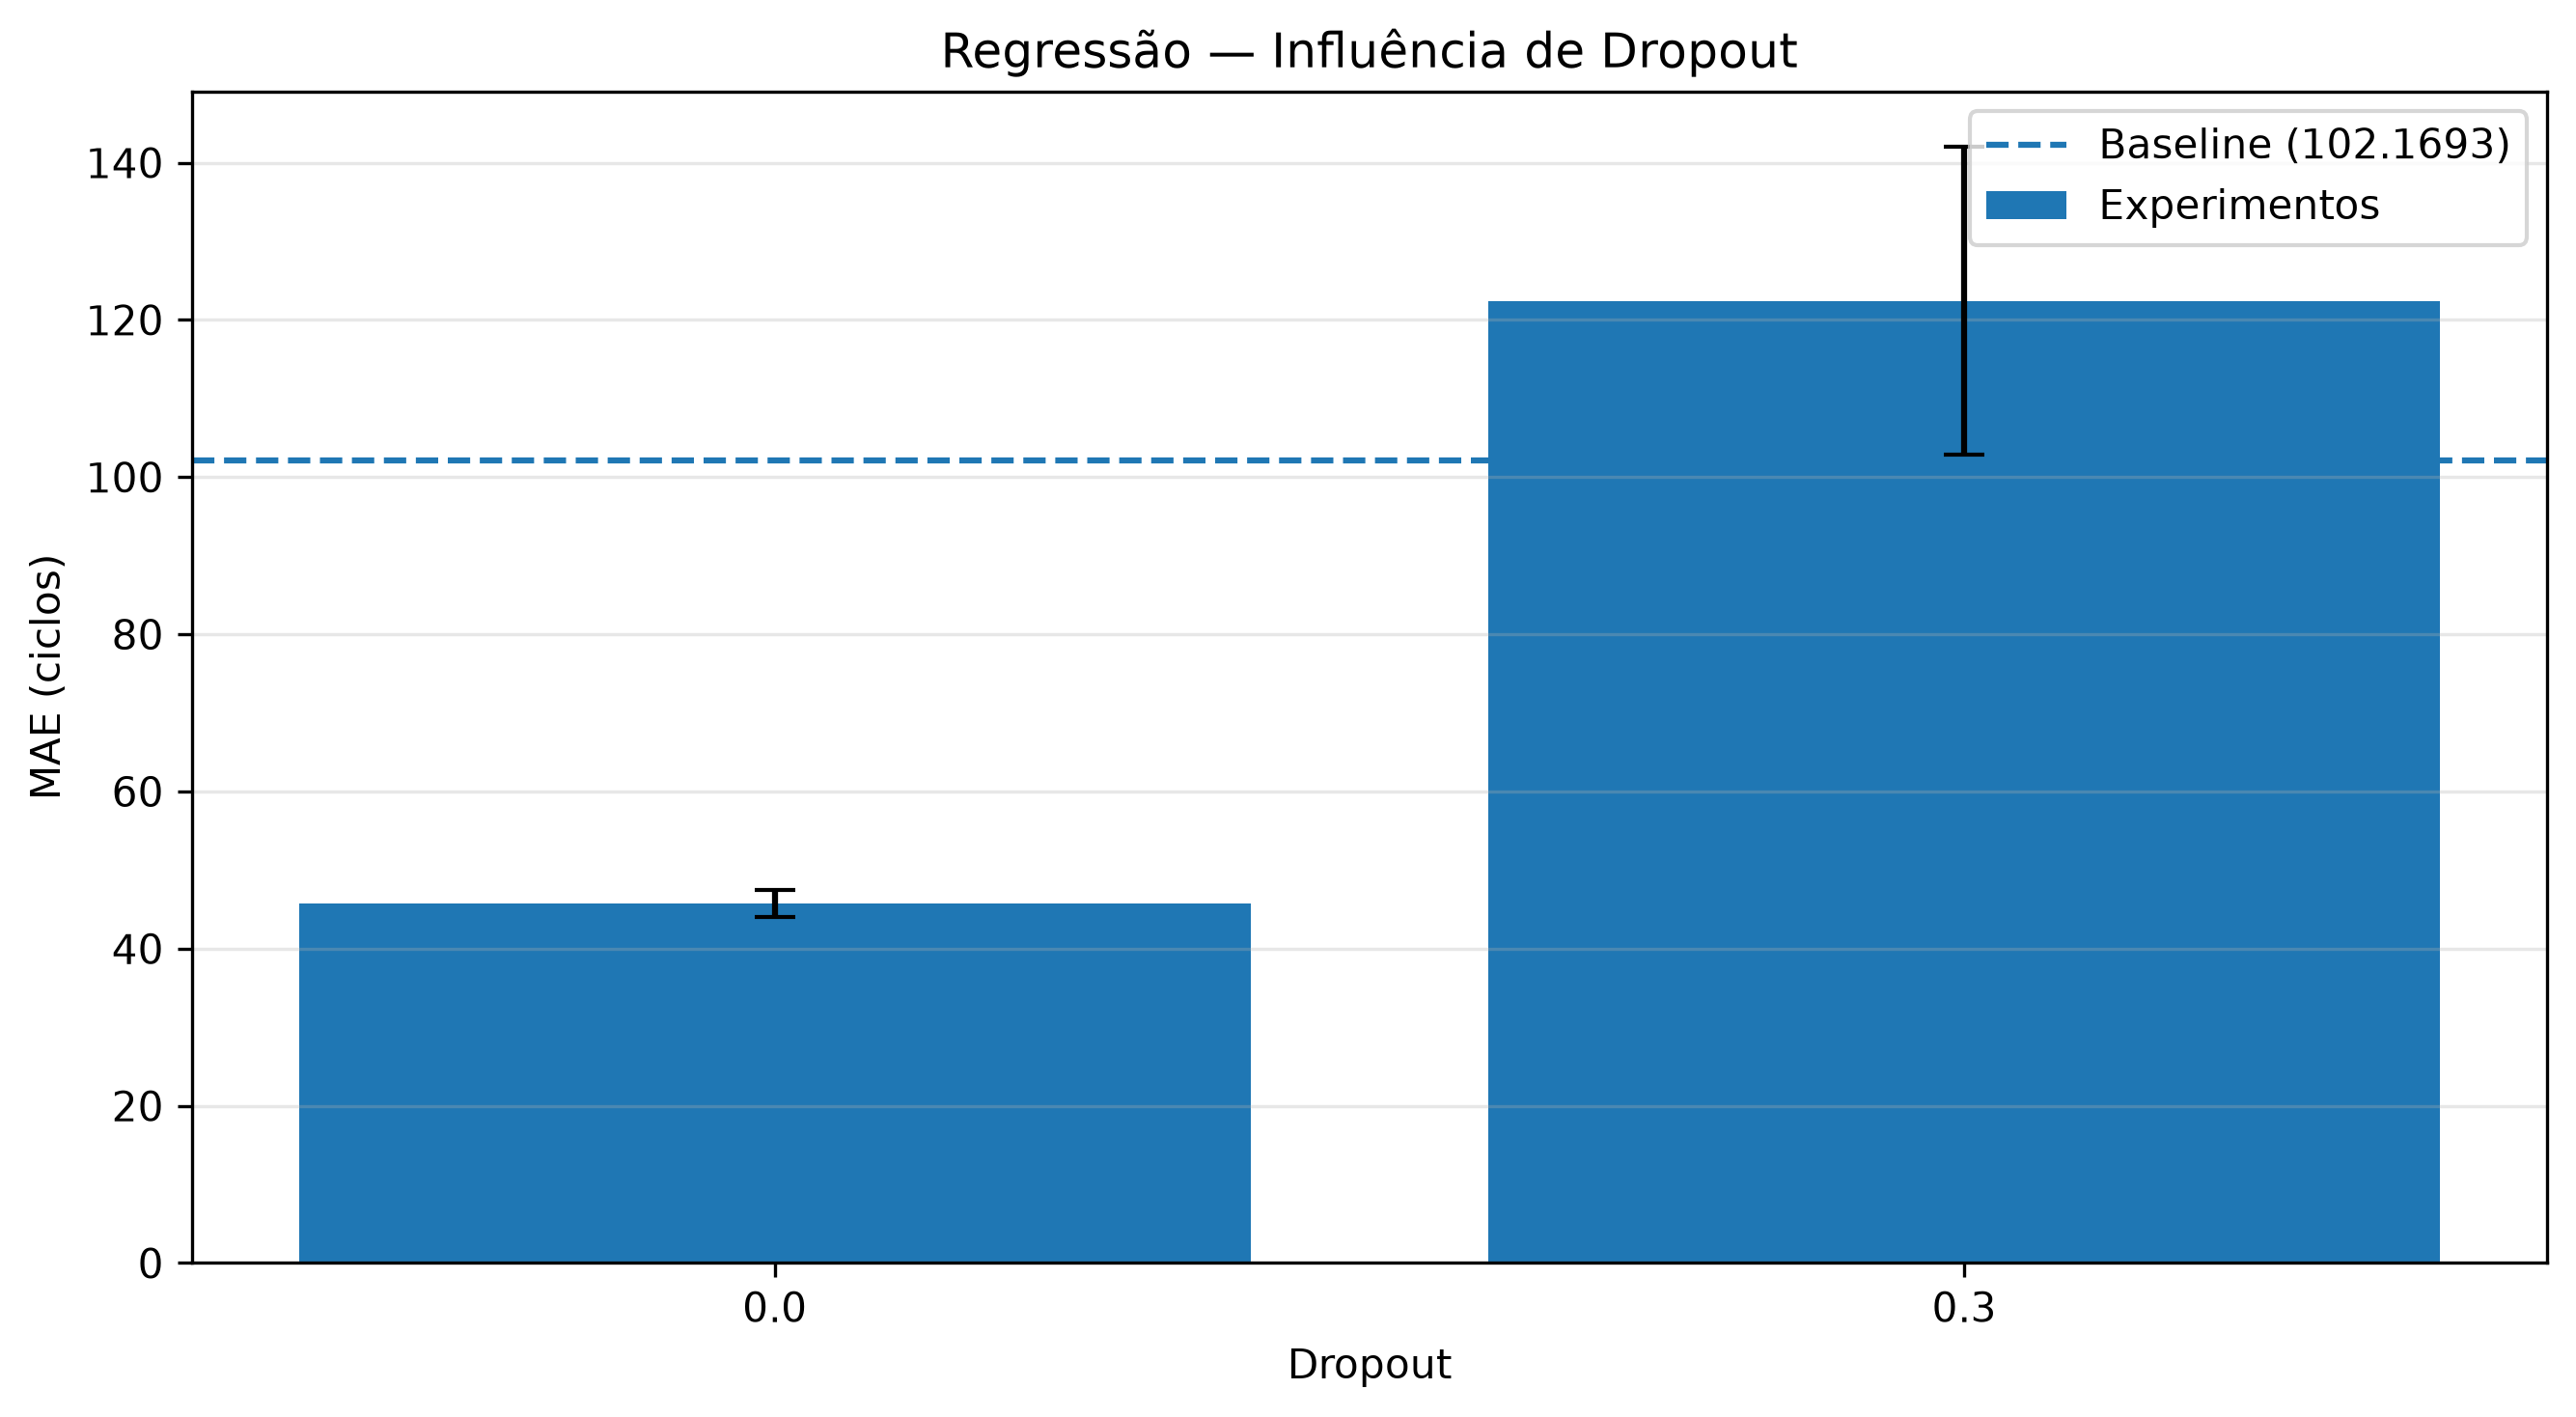 Regressão — Influência de Dropout
Baseline (102.1693)
Experimentos
MAE (ciclos)
140
120
100
80
60
40
20
0
0.0
0.3
Dropout